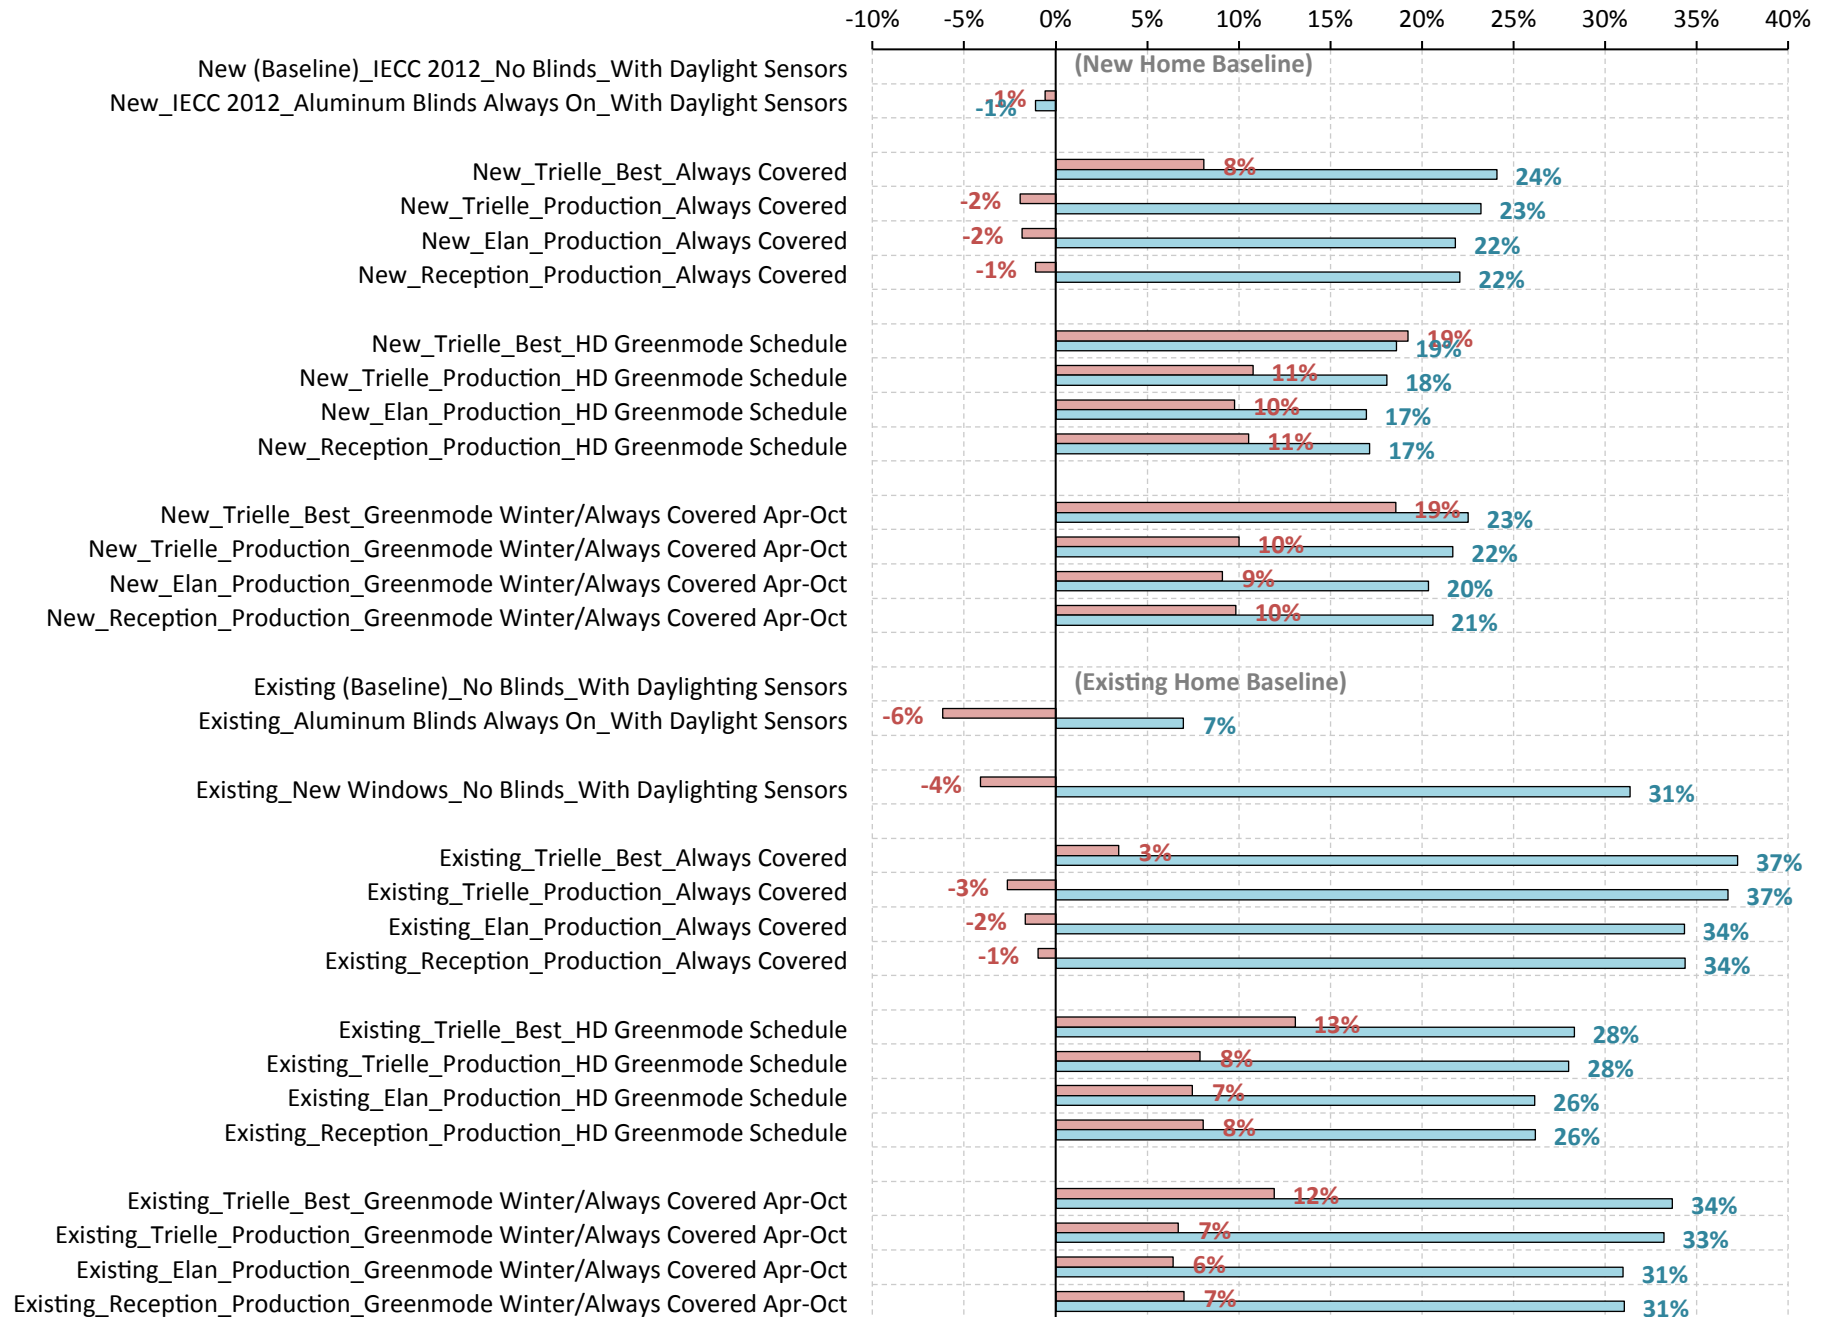 -10% -5% 0% 5% 10% 15% 20% 25% 30% 35% 40%
New (Baseline)_IECC 2012_No Blinds_With Daylight Sensors (New Home Baseline)
New_IECC 2012_Aluminum Blinds Always On_With Daylight Sensors -1% -1%
New_Trielle_Best_Always Covered 8% 24%
New_Trielle_Production_Always Covered -2% 23%
New_Elan_Production_Always Covered -2% 22%
New_Reception_Production_Always Covered -1% 22%
New_Trielle_Best_HD Greenmode Schedule 19% 19%
New_Trielle_Production_HD Greenmode Schedule 11% 18%
New_Elan_Production_HD Greenmode Schedule 10% 17%
New_Reception_Production_HD Greenmode Schedule 11% 17%
New_Trielle_Best_Greenmode Winter/Always Covered Apr-Oct 19% 23%
New_Trielle_Production_Greenmode Winter/Always Covered Apr-Oct 10% 22%
New_Elan_Production_Greenmode Winter/Always Covered Apr-Oct 9% 20%
New_Reception_Production_Greenmode Winter/Always Covered Apr-Oct 10% 21%
Existing (Baseline)_No Blinds_With Daylighting Sensors (Existing Home Baseline)
Existing_Aluminum Blinds Always On_With Daylight Sensors -6% 7%
Existing_New Windows_No Blinds_With Daylighting Sensors -4% 31%
Existing_Trielle_Best_Always Covered 3% 37%
Existing_Trielle_Production_Always Covered -3% 37%
Existing_Elan_Production_Always Covered -2% 34%
Existing_Reception_Production_Always Covered -1% 34%
Existing_Trielle_Best_HD Greenmode Schedule 13% 28%
Existing_Trielle_Production_HD Greenmode Schedule 8% 28%
Existing_Elan_Production_HD Greenmode Schedule 7% 26%
Existing_Reception_Production_HD Greenmode Schedule 8% 26%
Existing_Trielle_Best_Greenmode Winter/Always Covered Apr-Oct 12% 34%
Existing_Trielle_Production_Greenmode Winter/Always Covered Apr-Oct 7% 33%
Existing_Elan_Production_Greenmode Winter/Always Covered Apr-Oct 6% 31%
Existing_Reception_Production_Greenmode Winter/Always Covered Apr-Oct 7% 31%